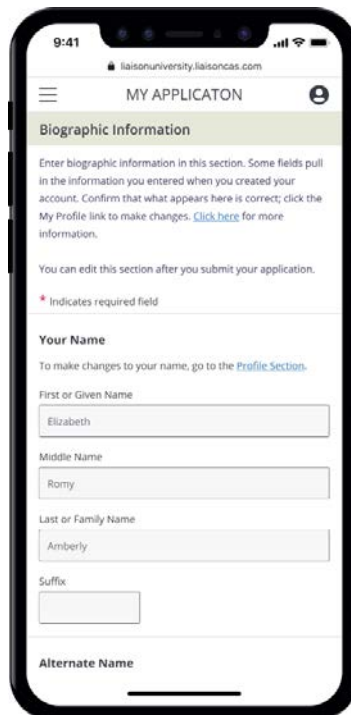 9:41
liaisonuniversity.liaisoncas.com
MY APPLICATON
Biographic Information
Enter biographic information in this section. Some fields pull
in the information you entered when you created your
account. Confirm that what appears here is correct; click the
My Profile link to make changes. Click here for more
information.
You can edit this section after you submit your application.
* Indicates required field
Your Name
To make changes to your name, go to the Profile Section.
First or Given Name
Elizabeth
Middle Name
Romy
Last or Family Name
Amberly
Suffix
Alternate Name